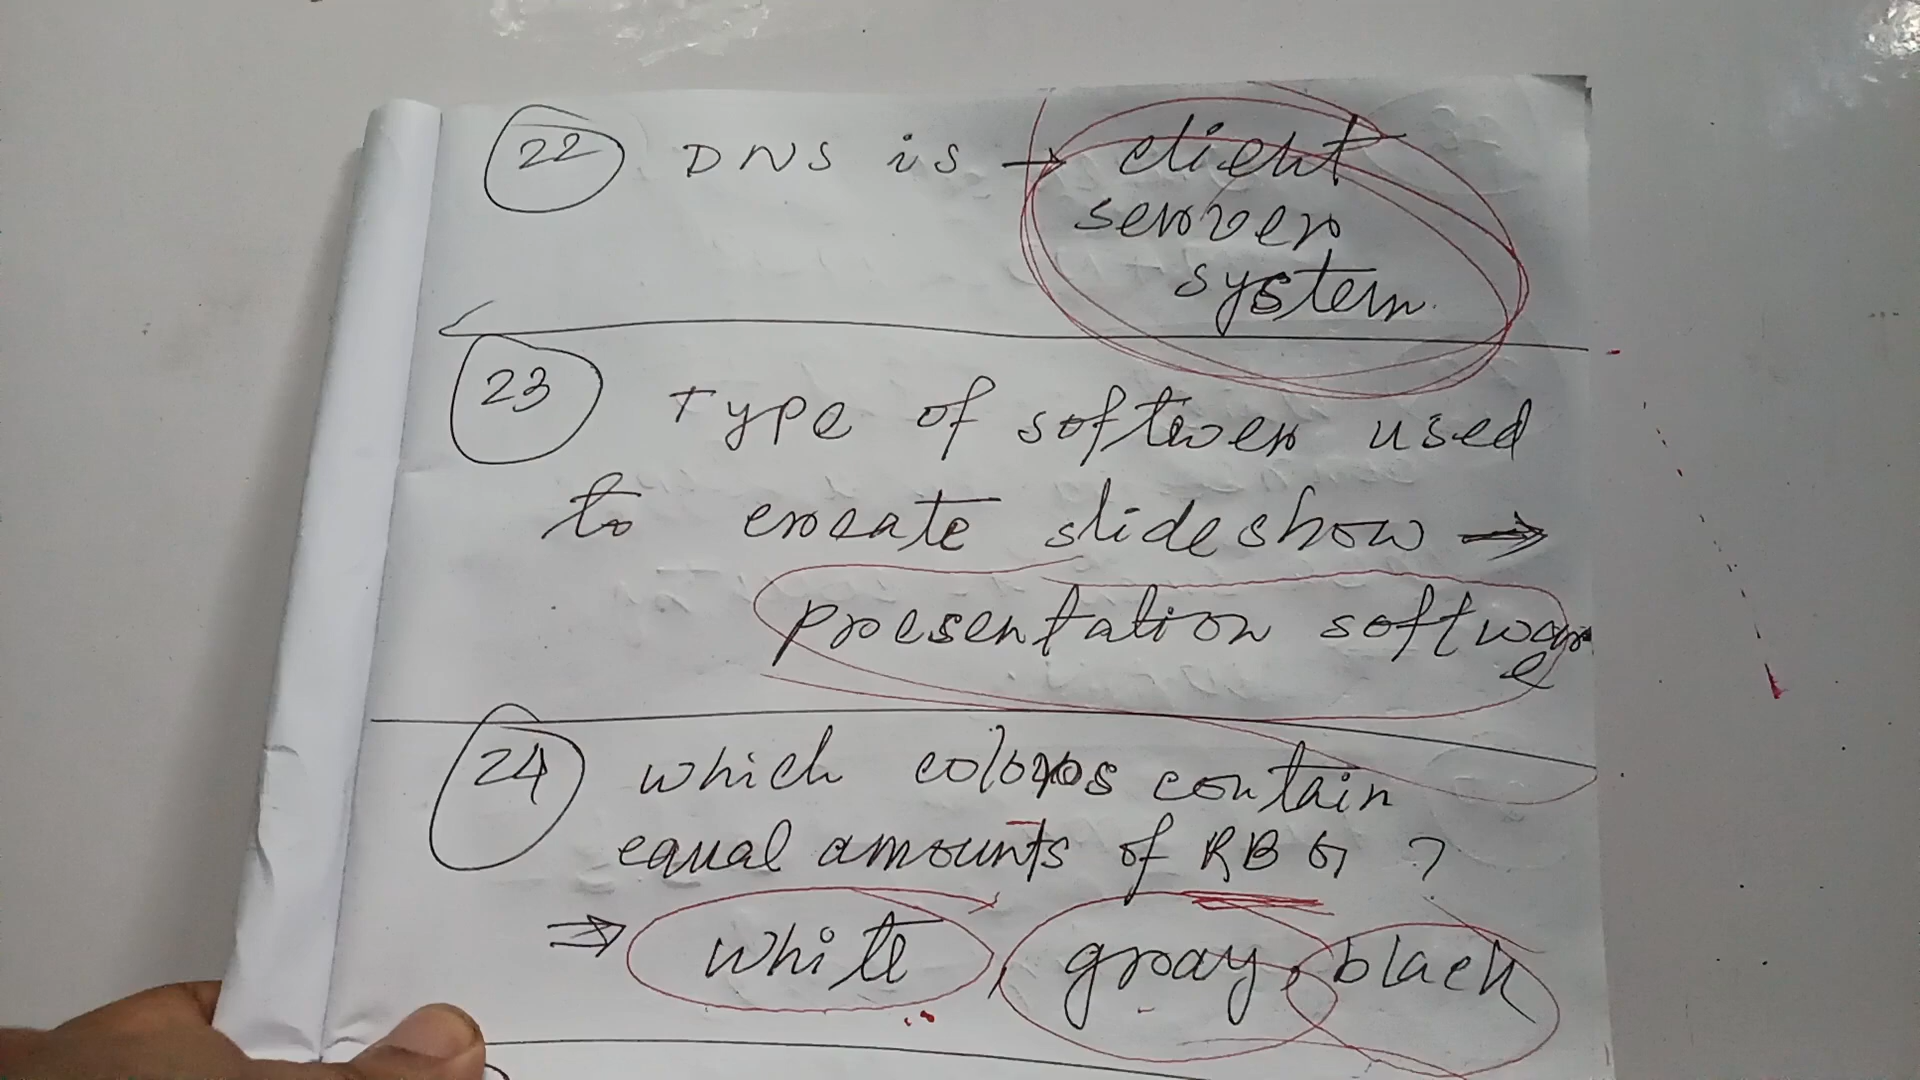 22 DNS is → client
server
system.
23 Type of softwer used
to create slideshow →
presentation software
24 which colors contain
equal amounts of RBG ?
⇒ white, gray, black